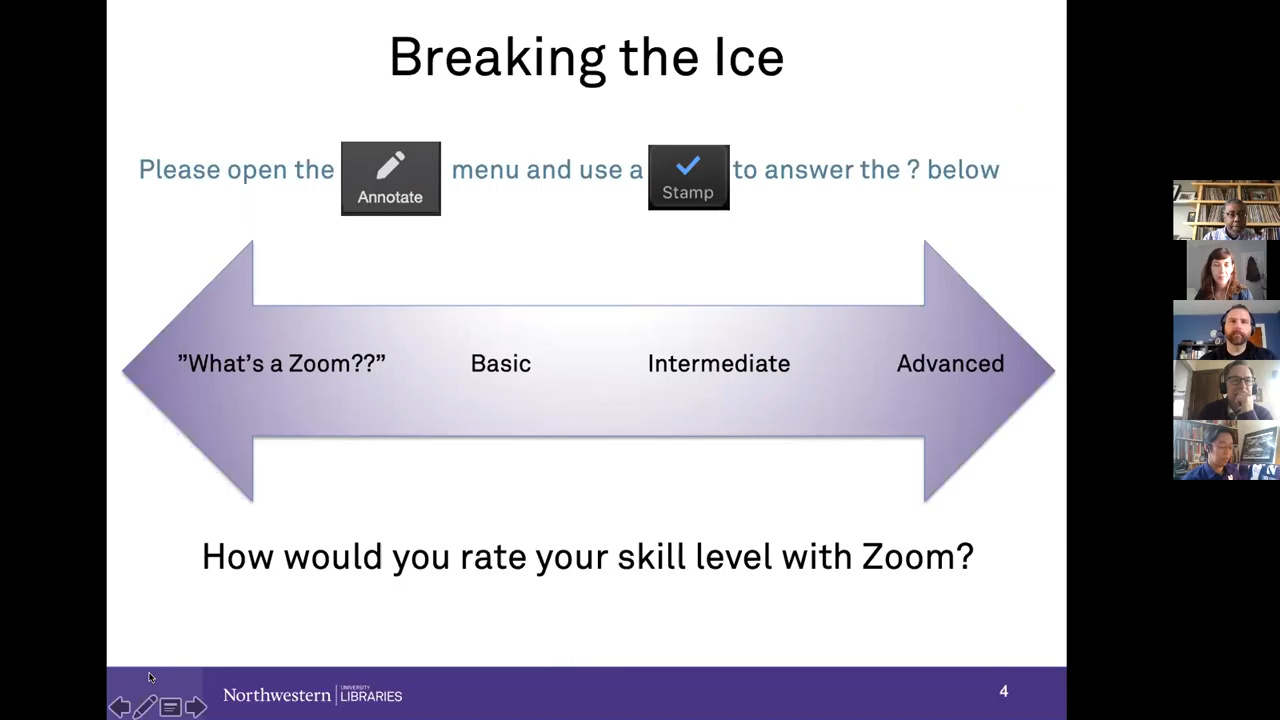 Breaking the Ice
Please open the Annotate menu and use a Stamp to answer the ? below
”What’s a Zoom??” Basic Intermediate Advanced
How would you rate your skill level with Zoom?
Northwestern | UNIVERSITY LIBRARIES
4